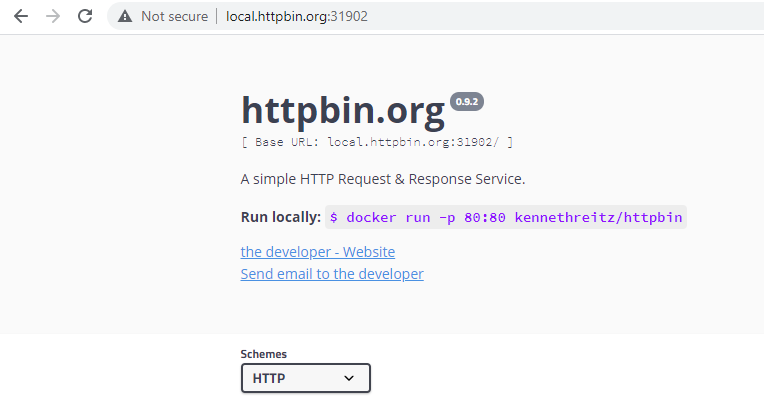 Not secure | local.httpbin.org:31902
httpbin.org 0.9.2
[ Base URL: local.httpbin.org:31902/ ]
A simple HTTP Request & Response Service.
Run locally: $ docker run -p 80:80 kennethreitz/httpbin
the developer - Website
Send email to the developer
Schemes
HTTP